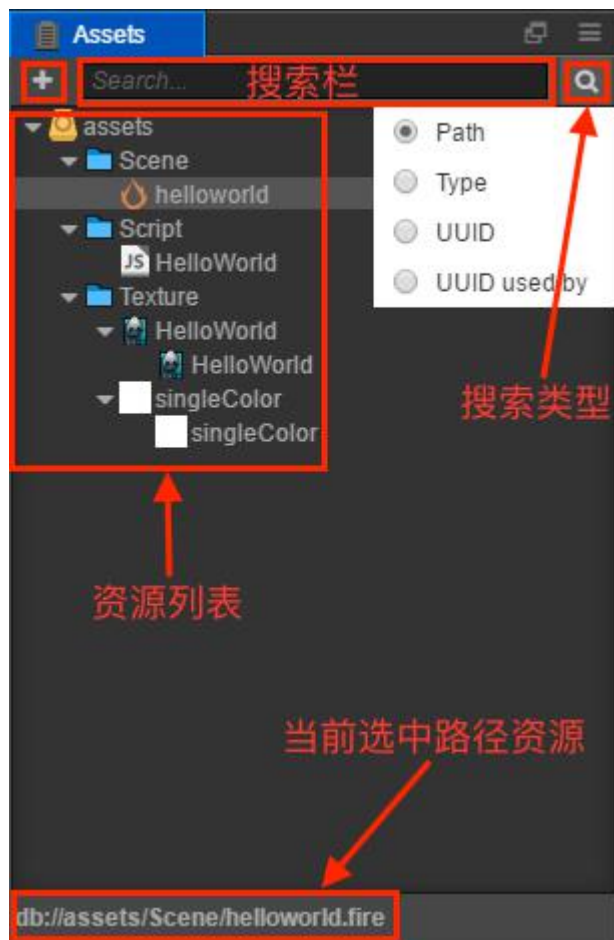 Assets
Search...
搜索栏
assets
Path
Scene
helloworld
Type
Script
UUID
JS HelloWorld
Texture
UUID used by
HelloWorld
HelloWorld
singleColor
搜索类型
singleColor
资源列表
当前选中路径资源
db://assets/Scene/helloworld.fire